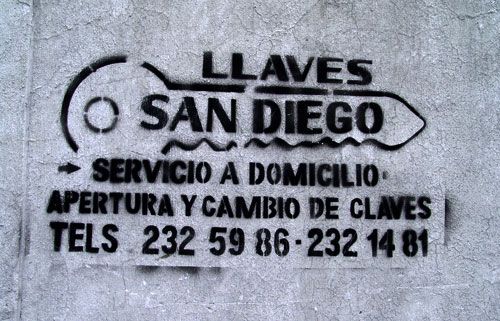 LLAVES
SAN DIEGO
SERVICIO A DOMICILIO·
APERTURA Y CAMBIO DE CLAVES
TELS 232 59 86 · 232 14 81